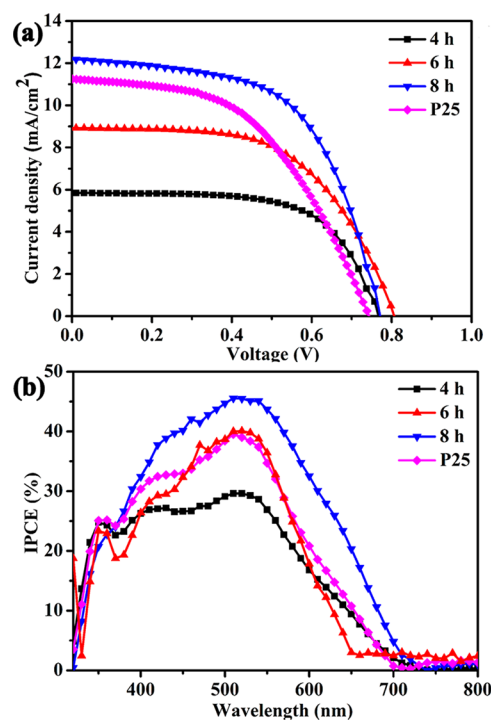 (a)
4 h
6 h
8 h
P25
Current density (mA/cm²)
14
12
10
8
6
4
2
0
0.0 0.2 0.4 0.6 0.8 1.0
Voltage (V)
(b)
4 h
6 h
8 h
P25
IPCE (%)
50
40
30
20
10
0
400 500 600 700 800
Wavelength (nm)